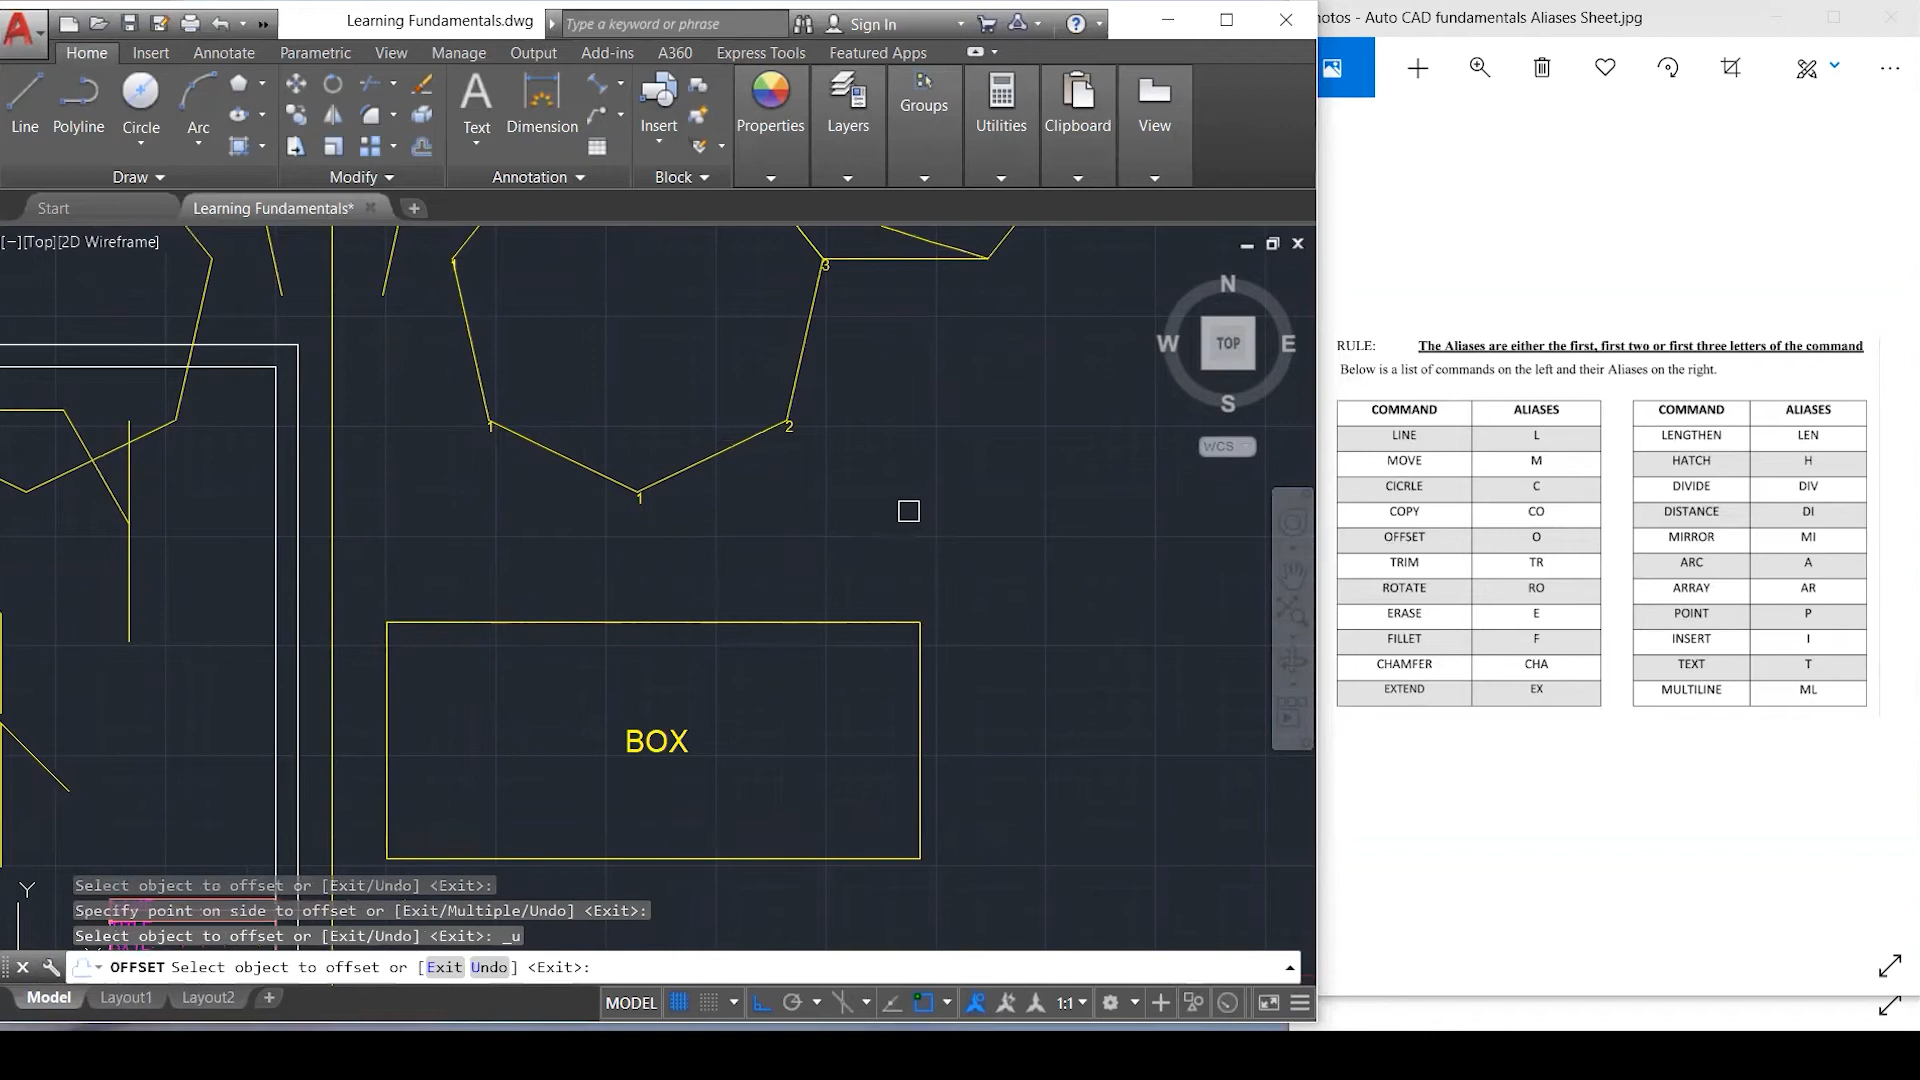 Learning Fundamentals.dwg
Type a keyword or phrase
Sign In
?
otos - Auto CAD fundamentals Aliases Sheet.jpg
Home Insert Annotate Parametric View Manage Output Add-ins A360 Express Tools Featured Apps
Line Polyline Circle Arc
A
Text Dimension
Insert
Properties Layers Groups Utilities Clipboard View
Draw Modify Annotation Block
Start Learning Fundamentals*
[−][Top][2D Wireframe]
N
W TOP E
S
WCS
3
1
2
1
BOX
Y
Select object to offset or [Exit/Undo] <Exit>:
Specify point on side to offset or [Exit/Multiple/Undo] <Exit>:
Select object to offset or [Exit/Undo] <Exit>: _u
OFFSET Select object to offset or [Exit Undo] <Exit>:
Model Layout1 Layout2
MODEL 1:1
RULE: The Aliases are either the first, first two or first three letters of the command
Below is a list of commands on the left and their Aliases on the right.
COMMAND ALIASES
LINE L
MOVE M
CICRLE C
COPY CO
OFFSET O
TRIM TR
ROTATE RO
ERASE E
FILLET F
CHAMFER CHA
EXTEND EX
COMMAND ALIASES
LENGTHEN LEN
HATCH H
DIVIDE DIV
DISTANCE DI
MIRROR MI
ARC A
ARRAY AR
POINT P
INSERT I
TEXT T
MULTILINE ML